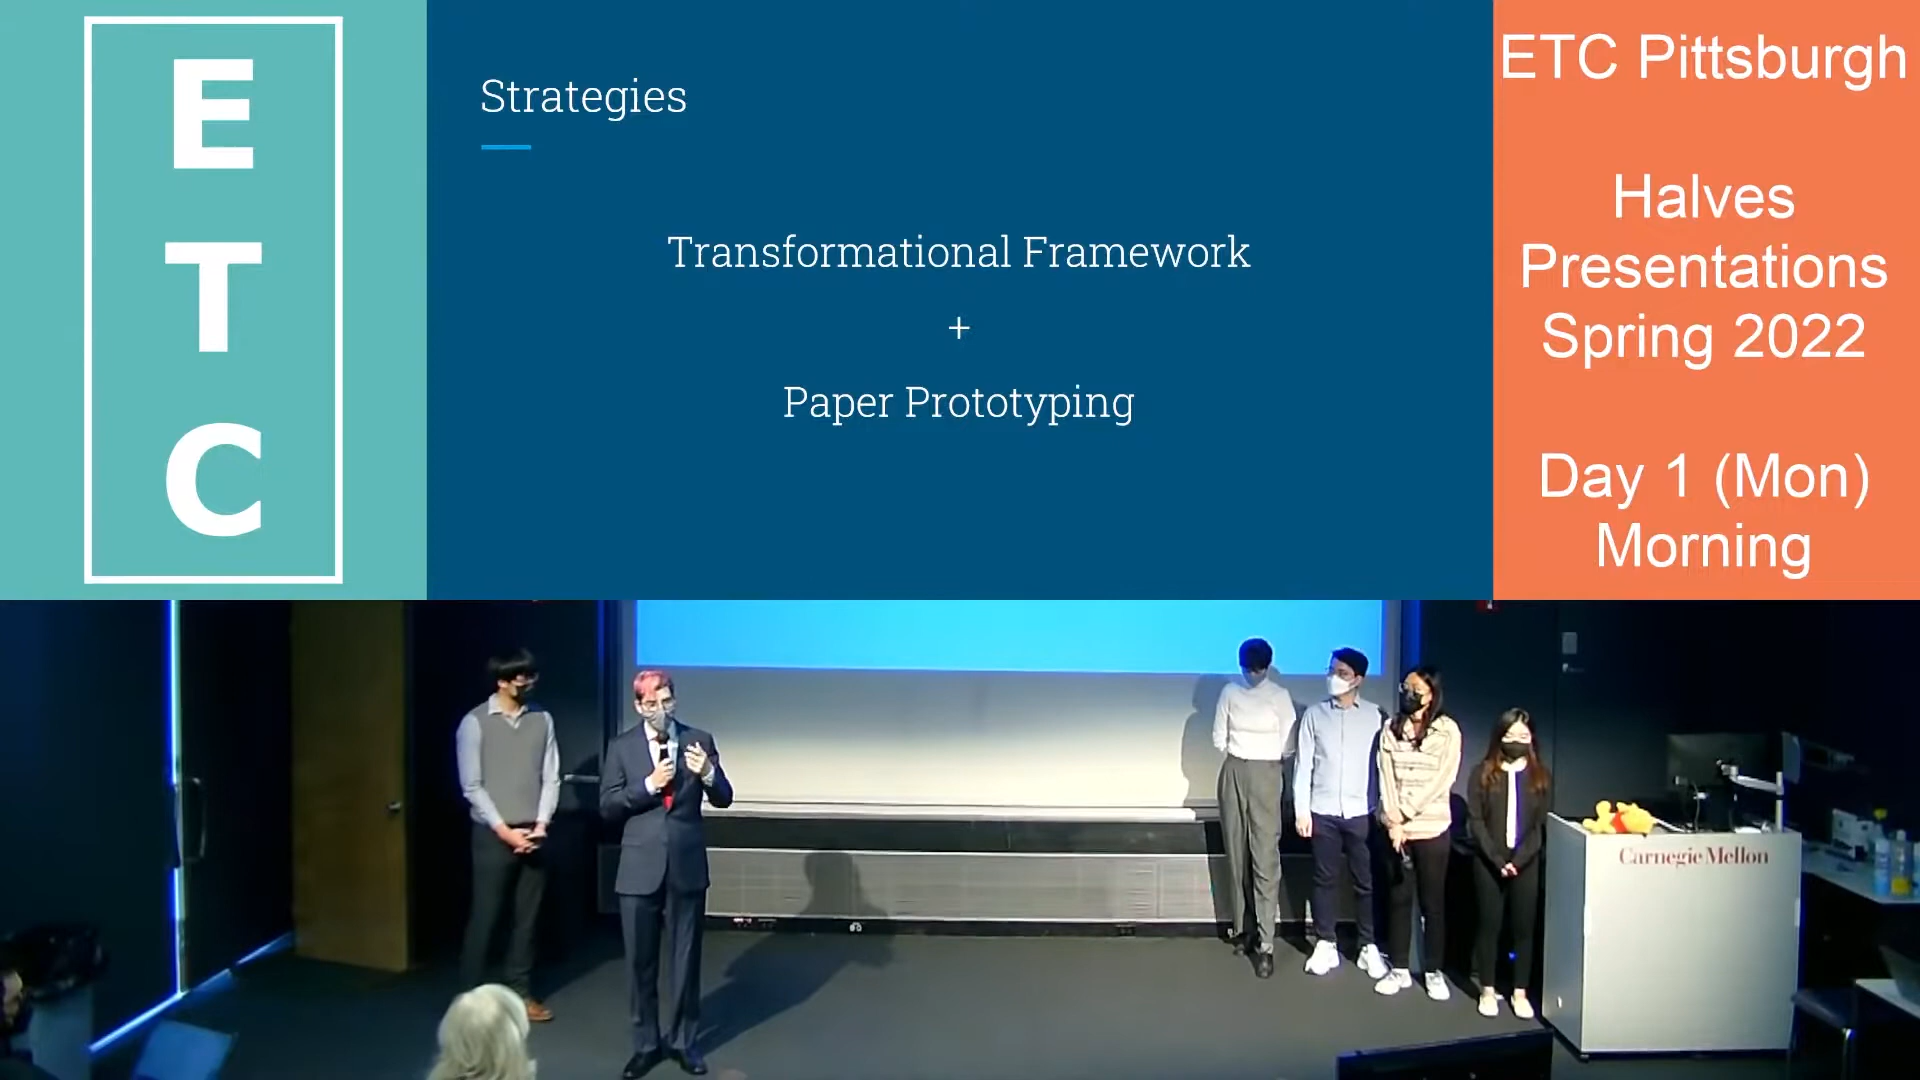 E
T
C
Strategies
Transformational Framework
+
Paper Prototyping
ETC Pittsburgh
Halves
Presentations
Spring 2022
Day 1 (Mon)
Morning
Carnegie Mellon